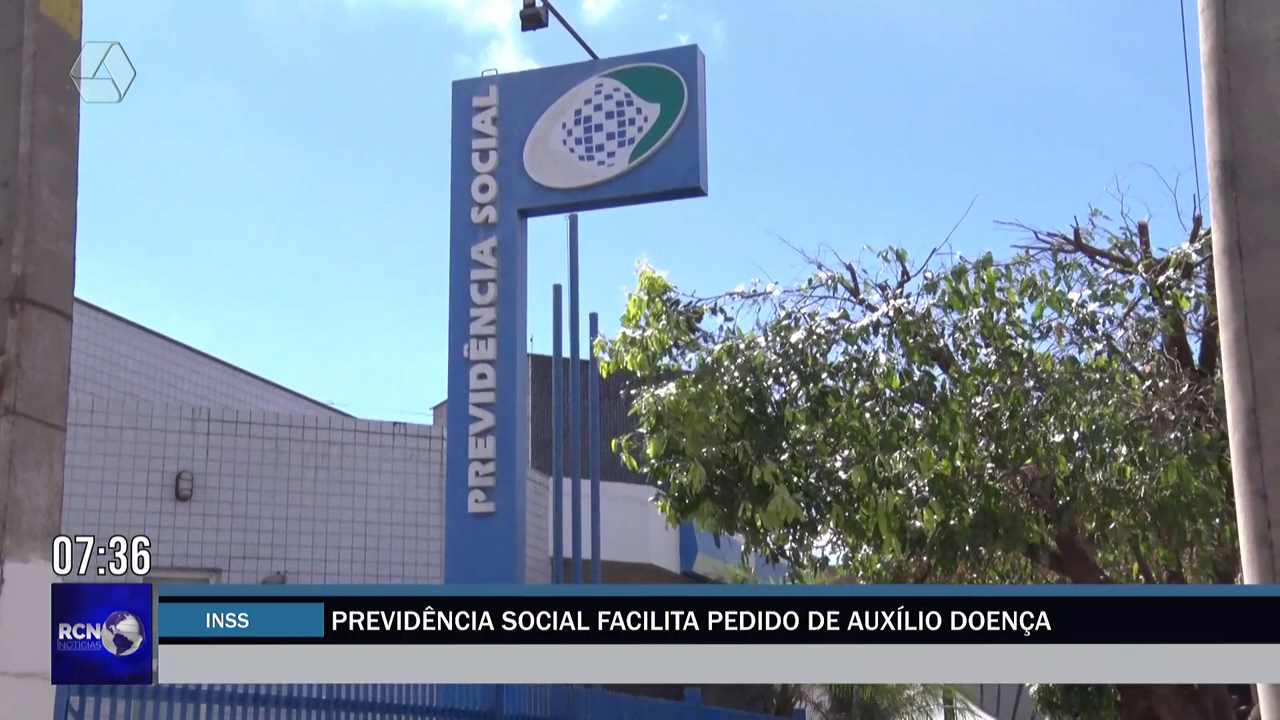 PREVIDÊNCIA SOCIAL
07:36
RCN
NOTÍCIAS
INSS
PREVIDÊNCIA SOCIAL FACILITA PEDIDO DE AUXÍLIO DOENÇA